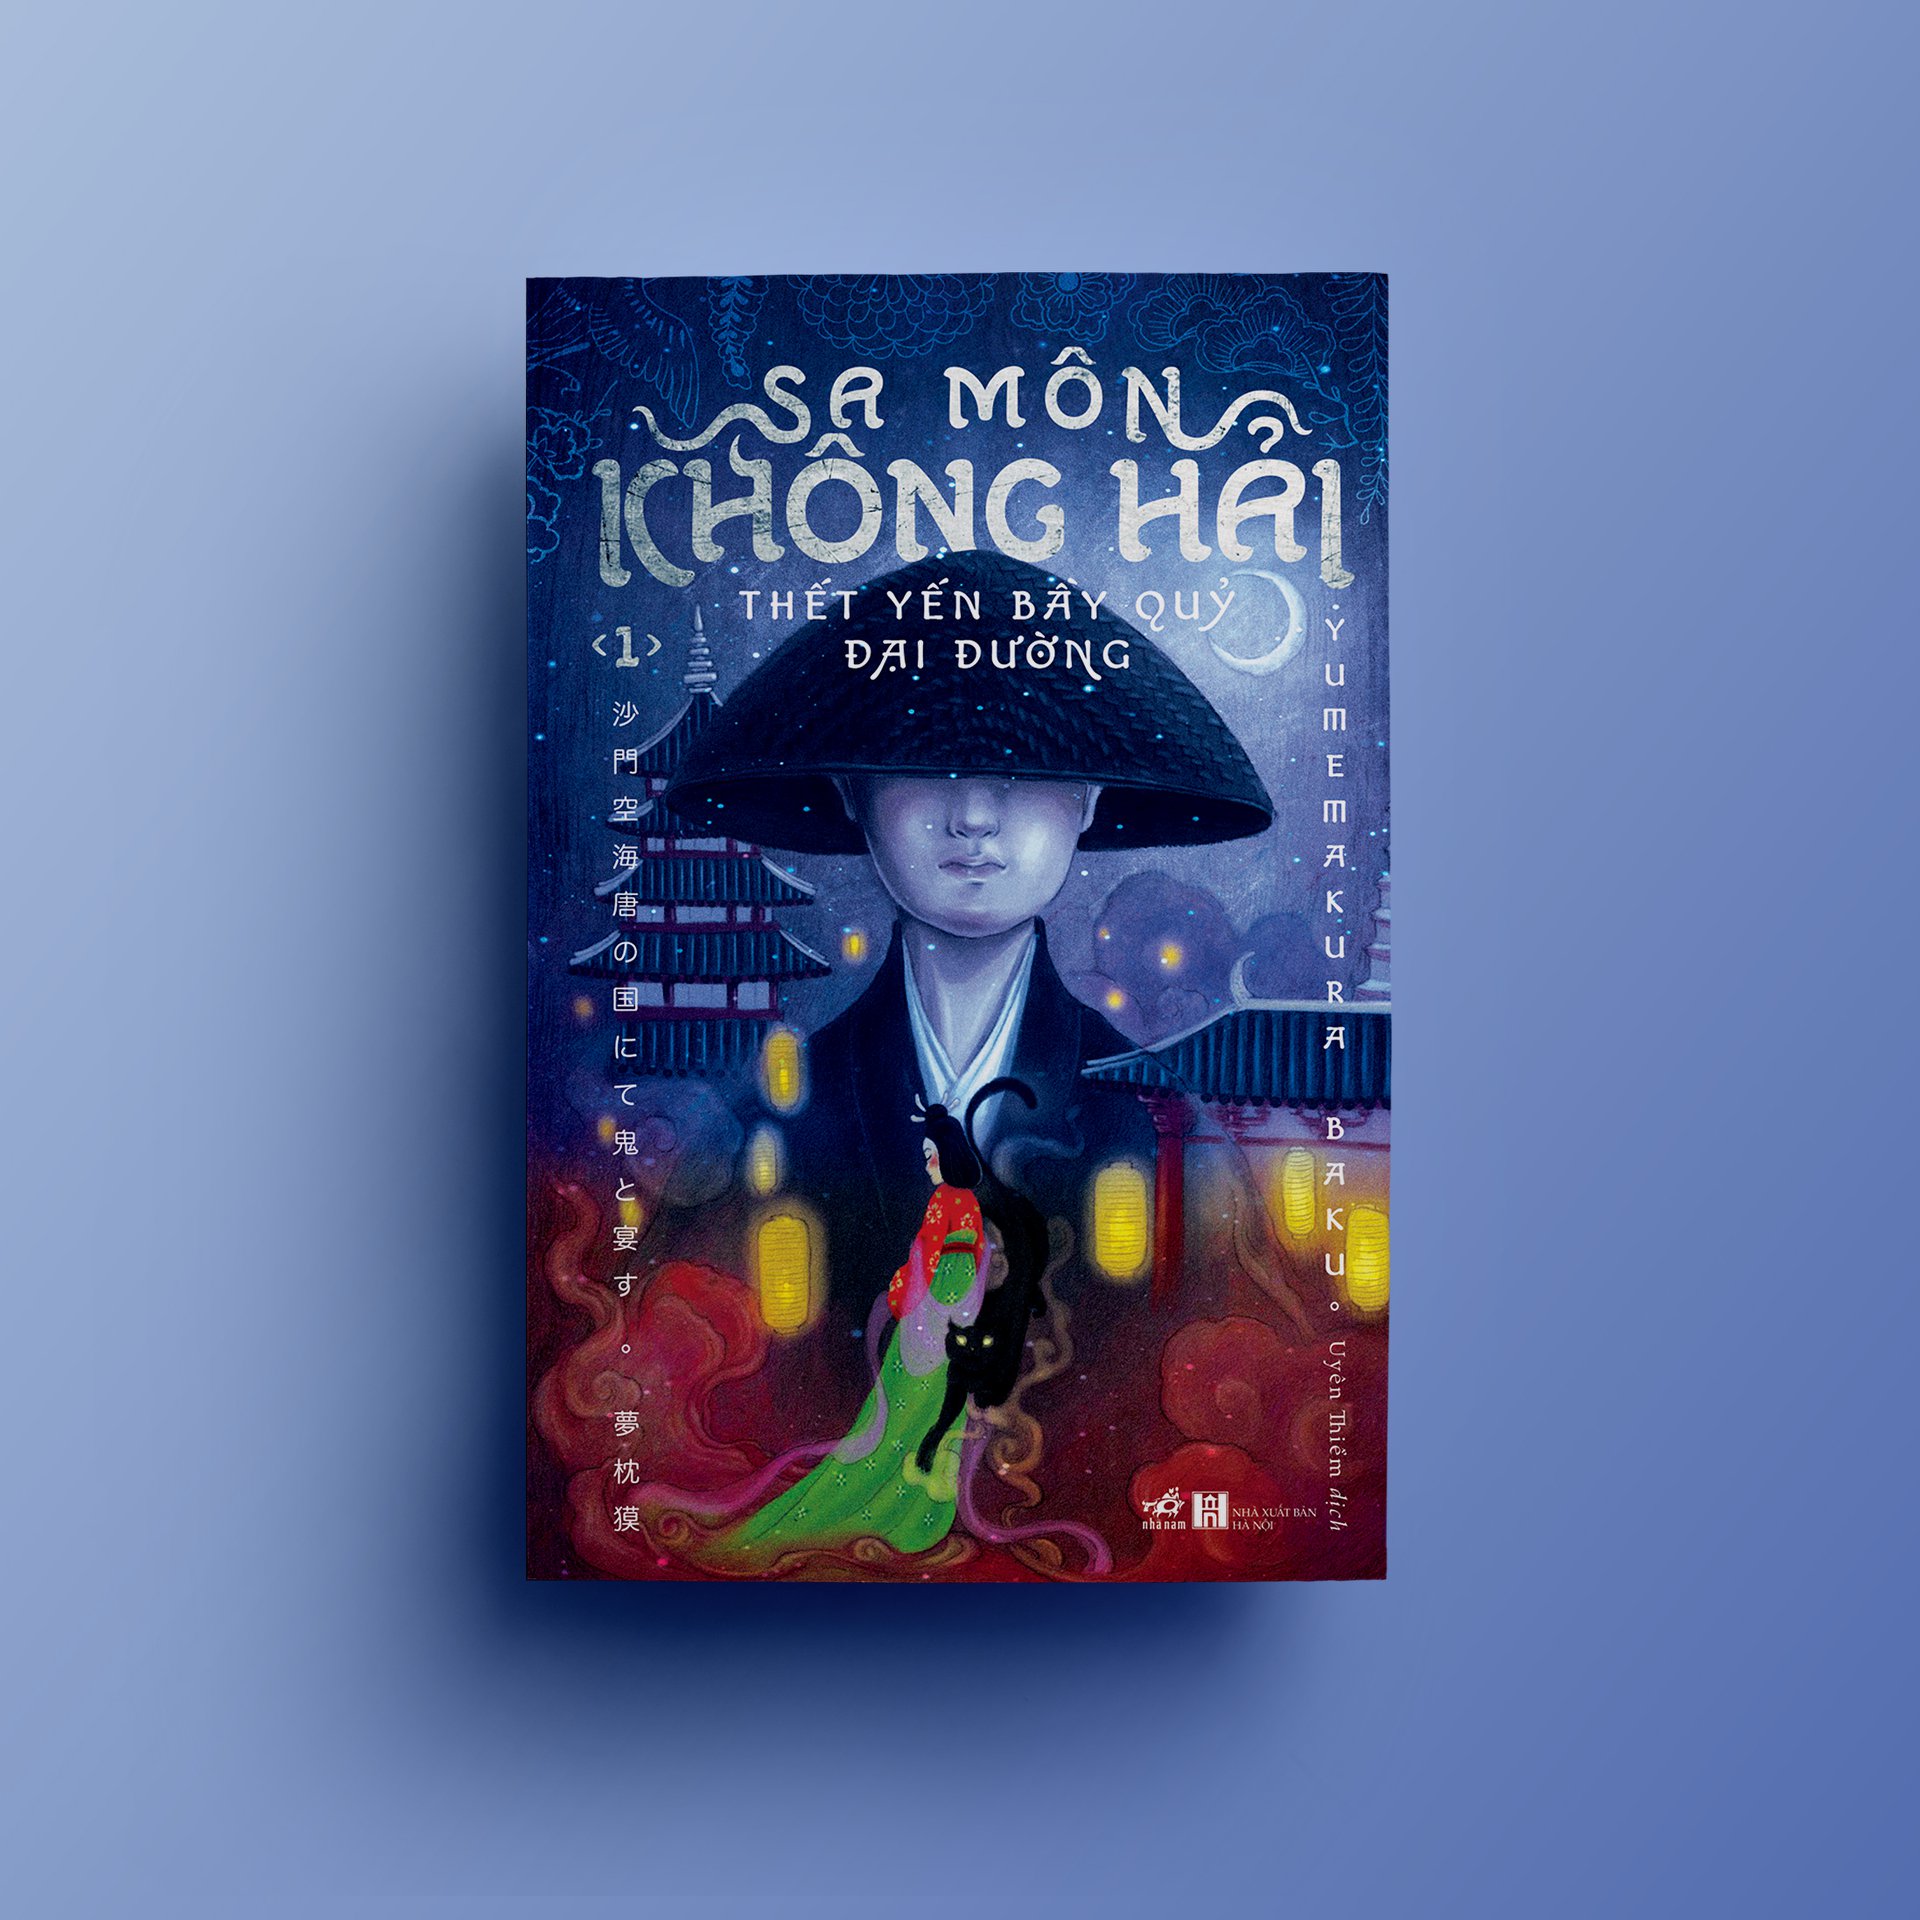 SA MÔN
KHÔNG HẢI
THẾT YẾN BẦY QUỶ
ĐẠI ĐƯỜNG
<1>
沙門空海唐の国にて鬼と宴す。夢枕獏
YUMEMAKURA BAKU。Uyên Thiểm dịch
nhã nam
NHÀ XUẤT BẢN
HÀ NỘI